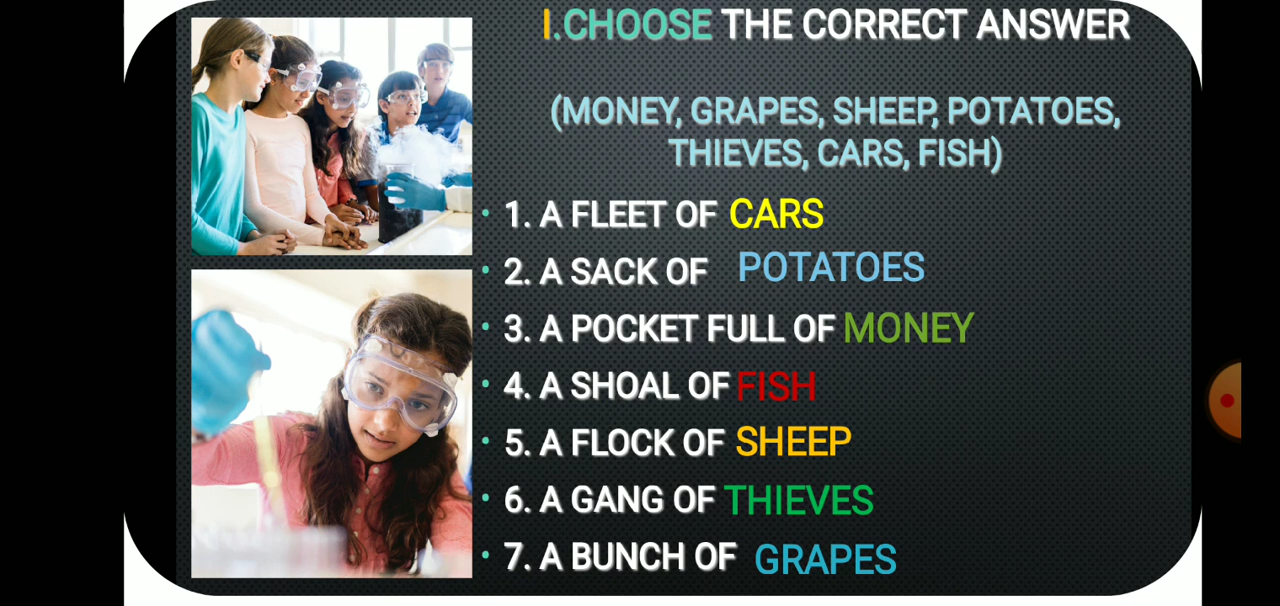 I.CHOOSE THE CORRECT ANSWER
(MONEY, GRAPES, SHEEP, POTATOES,
THIEVES, CARS, FISH)
• 1. A FLEET OF CARS
• 2. A SACK OF POTATOES
• 3. A POCKET FULL OF MONEY
• 4. A SHOAL OF FISH
• 5. A FLOCK OF SHEEP
• 6. A GANG OF THIEVES
• 7. A BUNCH OF GRAPES